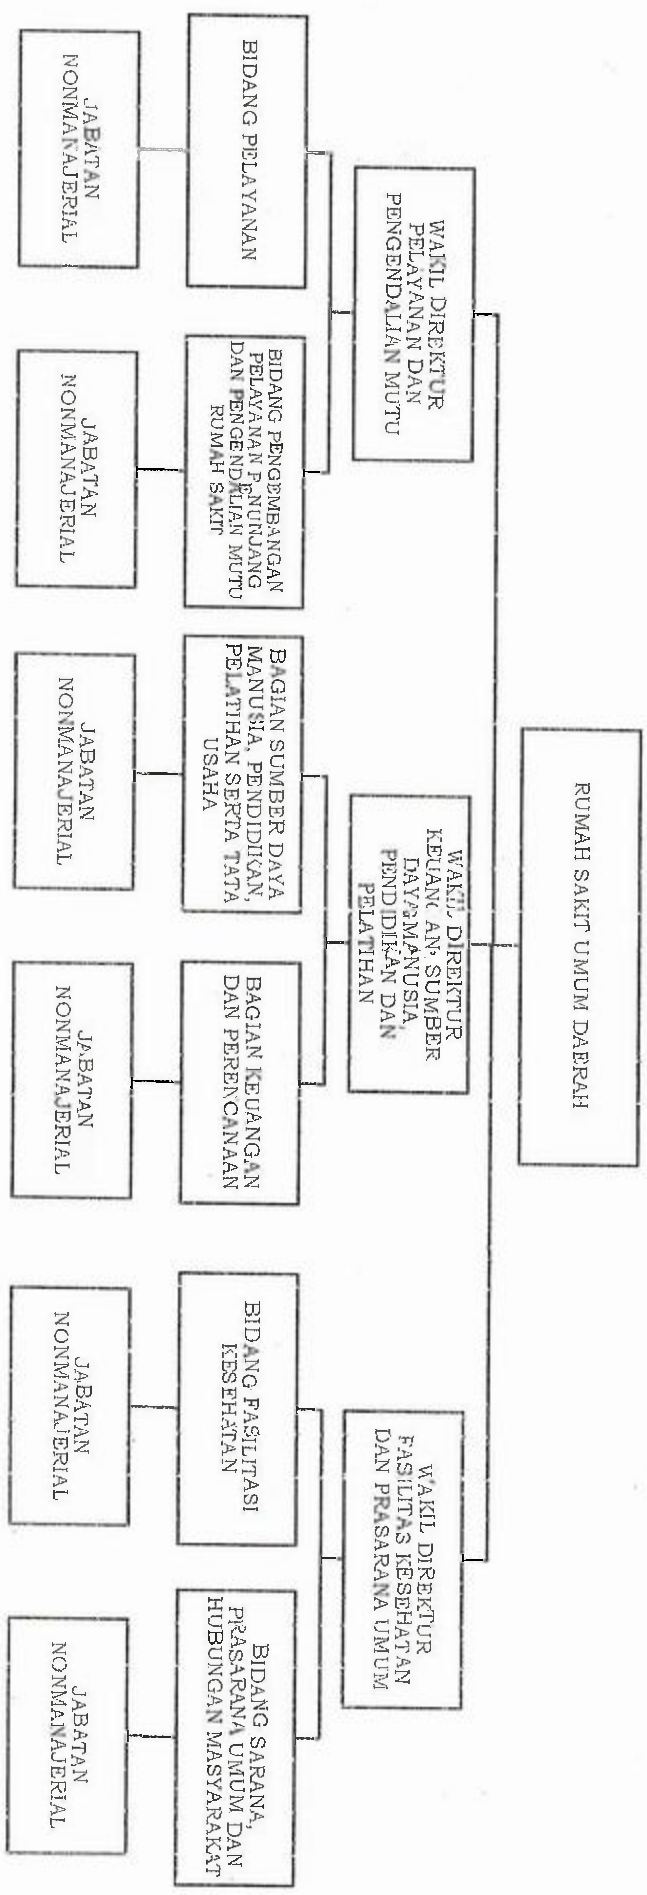 RUMAH SAKIT UMUM DAERAH
WAKIL DIREKTUR
PELAYANAN DAN
PENGENDALIAN MUTU
WAKIL DIREKTUR
KEUANGAN, SUMBER
DAYA MANUSIA,
PENDIDIKAN DAN
PELATIHAN
WAKIL DIREKTUR
FASILITAS KESEHATAN
DAN PRASARANA UMUM
BIDANG PELAYANAN
BIDANG PENGEMBANGAN
PELAYANAN PENUNJANG
DAN PENGENDALIAN MUTU
RUMAH SAKIT
BAGIAN SUMBER DAYA
MANUSIA, PENDIDIKAN,
PELATIHAN SERTA TATA
USAHA
BAGIAN KEUANGAN
DAN PERENCANAAN
BIDANG FASILITASI
KESEHATAN
BIDANG SARANA,
PRASARANA UMUM DAN
HUBUNGAN MASYARAKAT
JABATAN
NONMANAJERIAL
JABATAN
NONMANAJERIAL
JABATAN
NONMANAJERIAL
JABATAN
NONMANAJERIAL
JABATAN
NONMANAJERIAL
JABATAN
NONMANAJERIAL